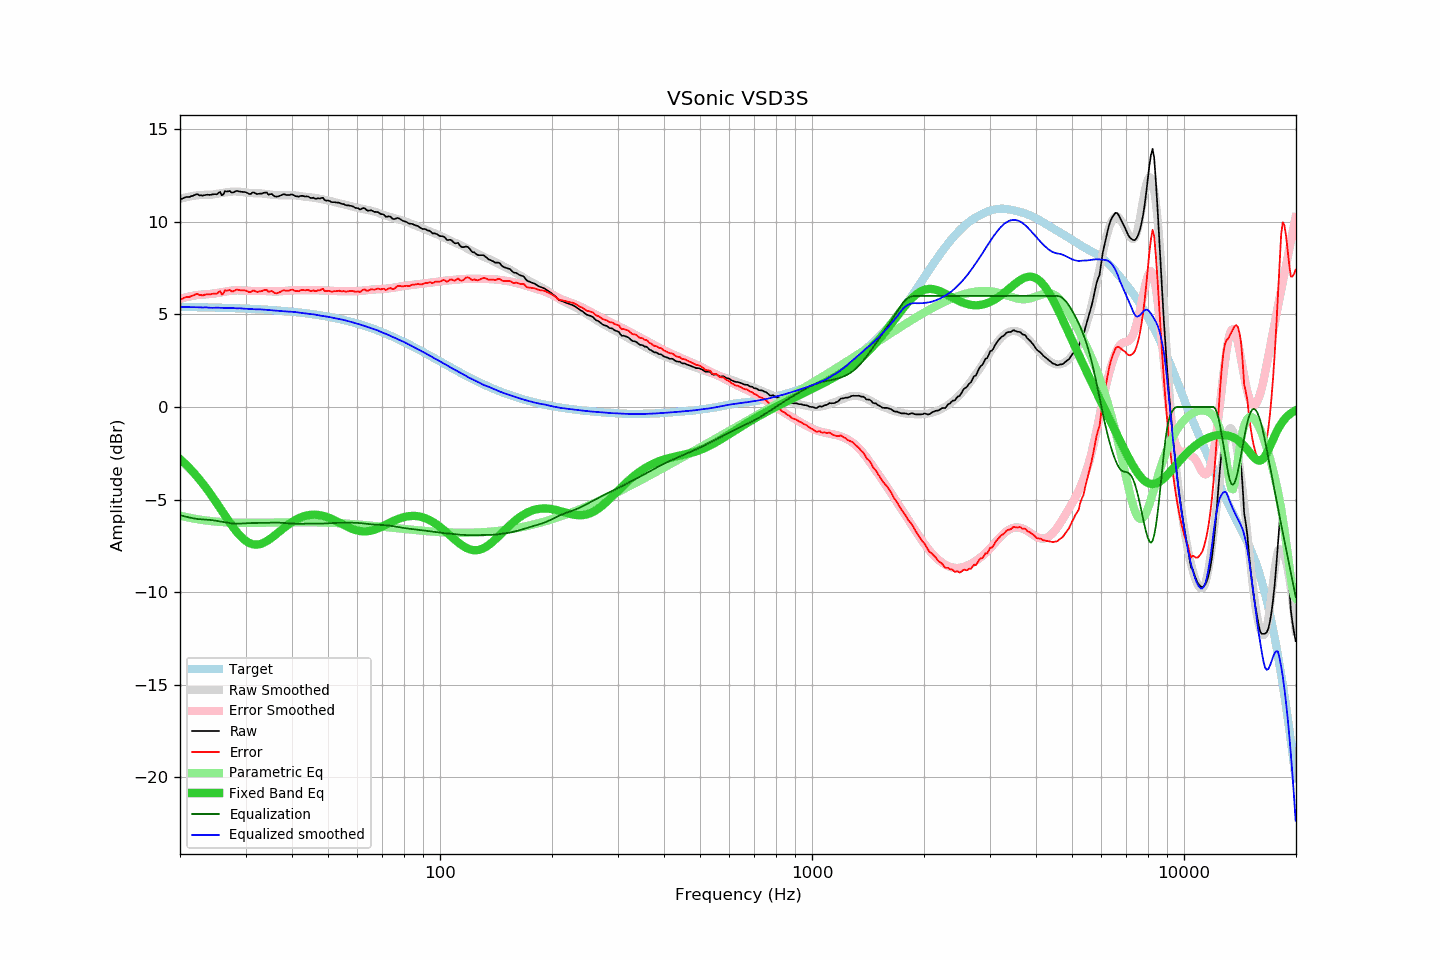 VSonic VSD3S
15
10
5
0
−5
−10
−15
−20
Amplitude (dBr)
Target
Raw Smoothed
Error Smoothed
Raw
Error
Parametric Eq
Fixed Band Eq
Equalization
Equalized smoothed
100
1000
10000
Frequency (Hz)